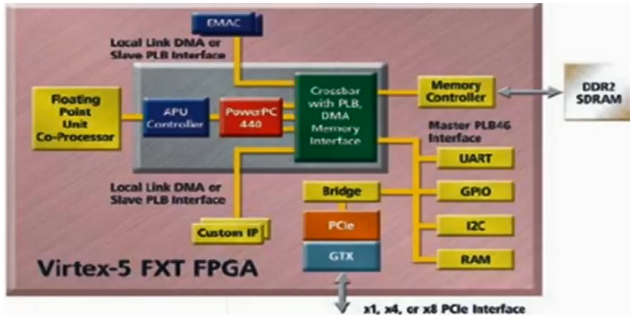 EMAC
Local Link DMA or
Slave PLB Interface
Floating
Point
Unit
Co-Processor
APU
Controller
PowerPC
440
Crossbar
with PLB,
DMA
Memory
Interface
Memory
Controller
DDR2
SDRAM
Master PLB46
Interface
UART
GPIO
I2C
RAM
Local Link DMA or
Slave PLB Interface
Custom IP
Bridge
PCIe
GTX
Virtex-5 FXT FPGA
x1, x4, or x8 PCIe Interface